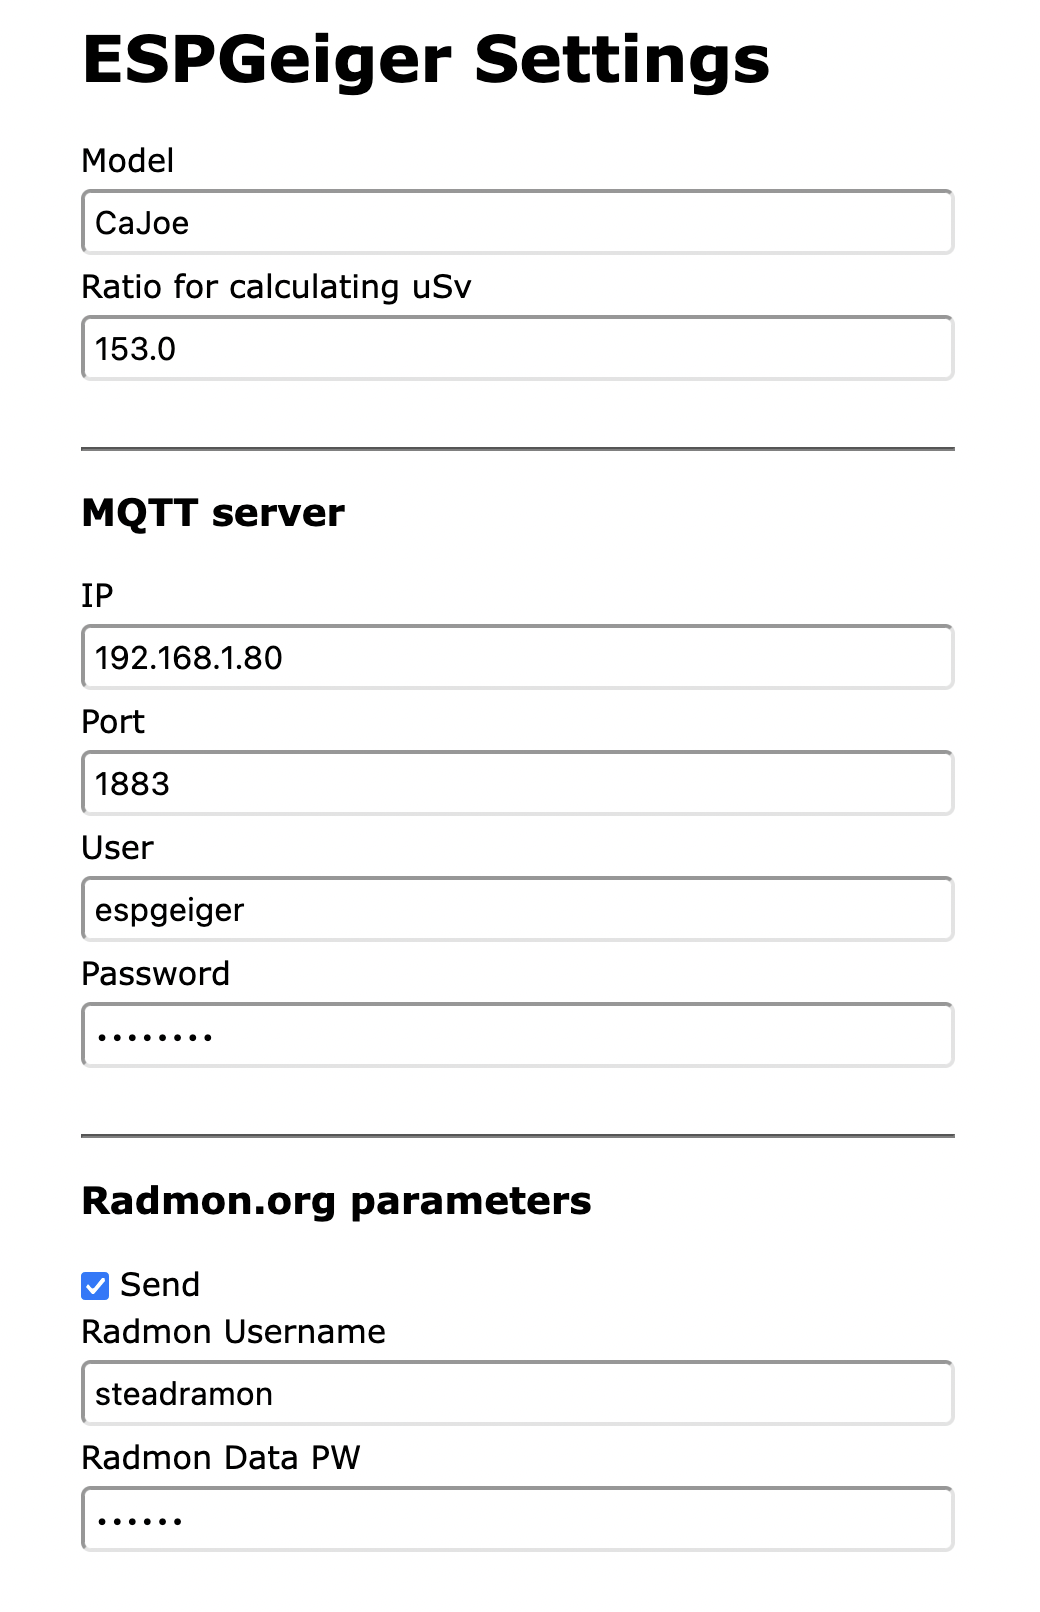 ESPGeiger Settings
Model
CaJoe
Ratio for calculating uSv
153.0
MQTT server
IP
192.168.1.80
Port
1883
User
espgeiger
Password
••••••••
Radmon.org parameters
Send
Radmon Username
steadramon
Radmon Data PW
••••••